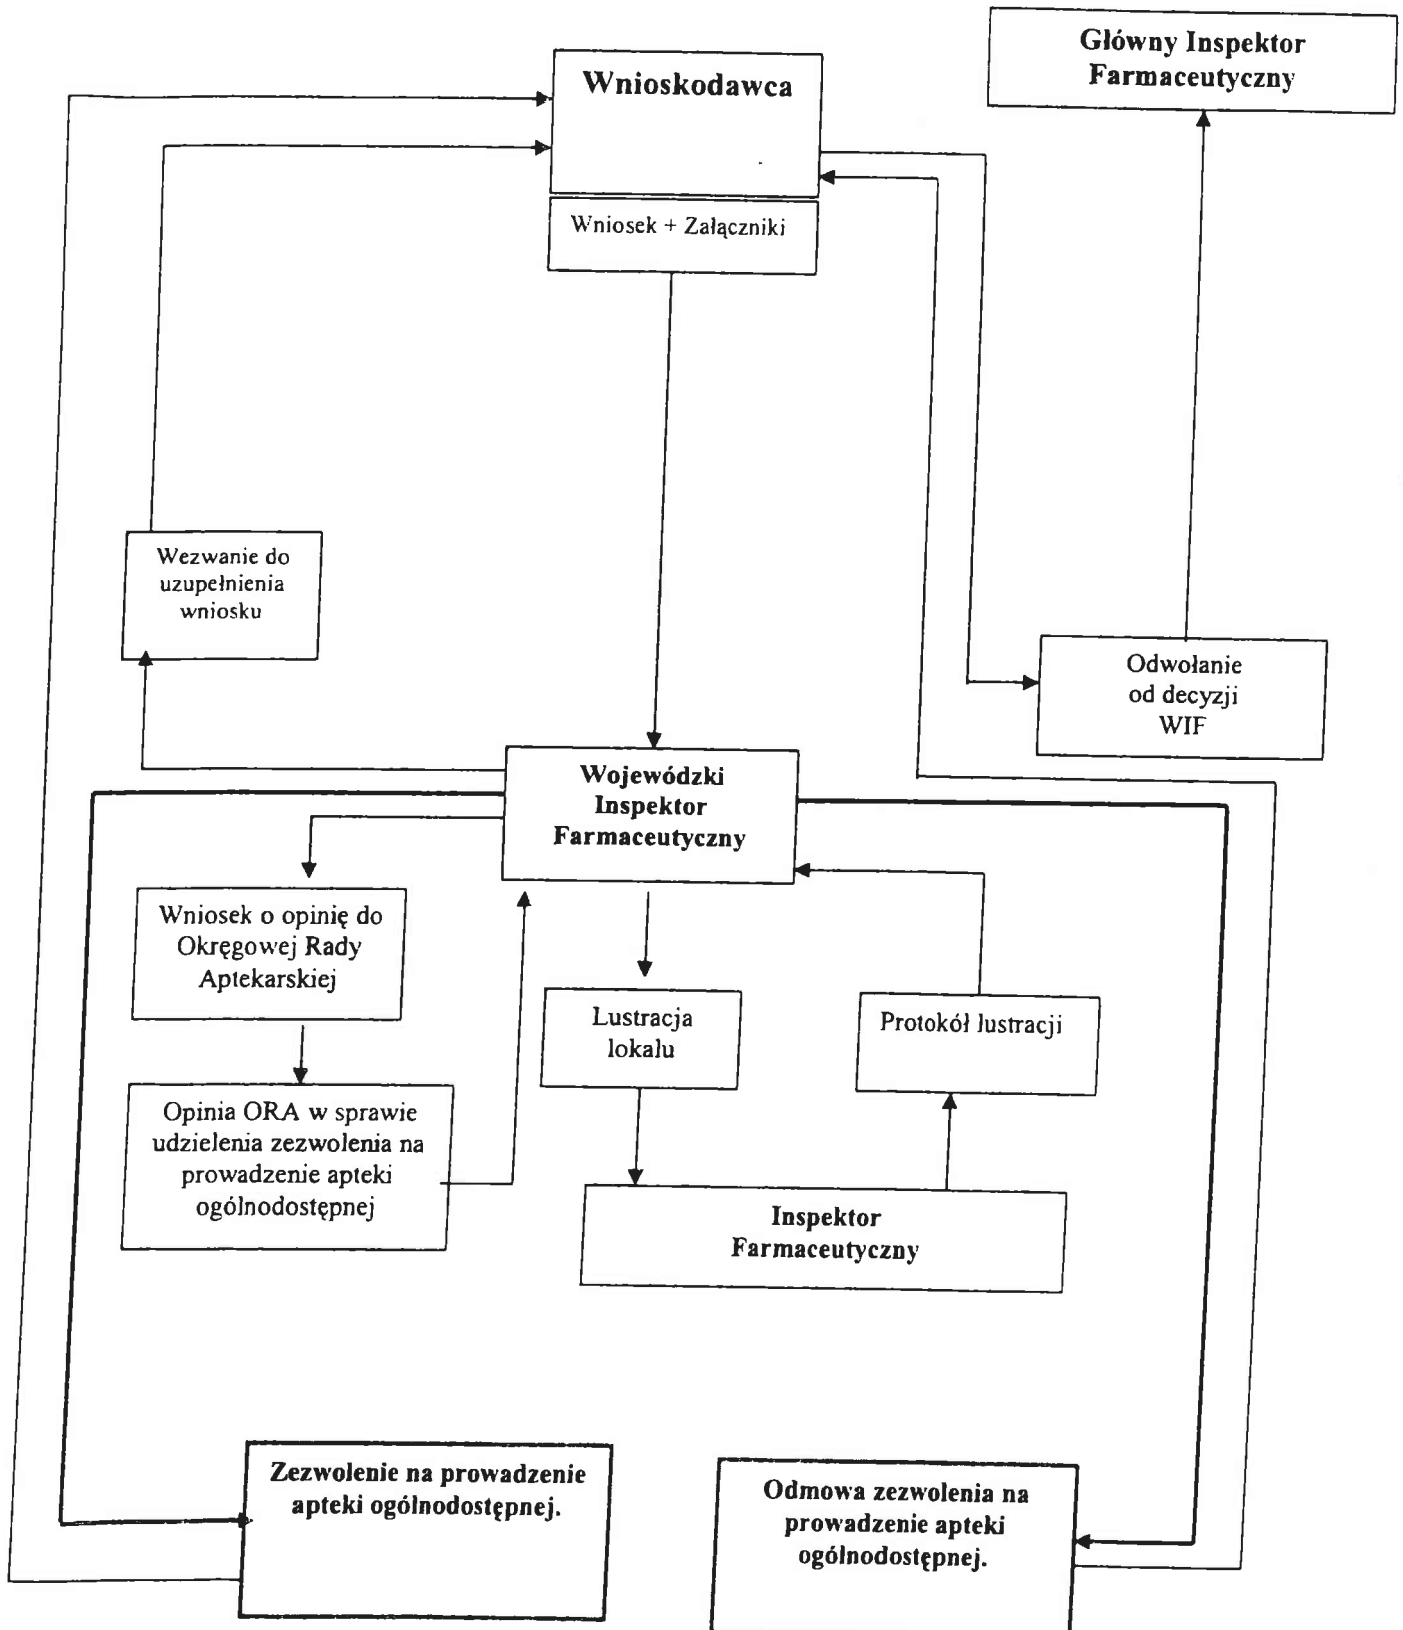 Główny Inspektor
Farmaceutyczny
Wnioskodawca
Wniosek + Załączniki
Wezwanie do
uzupełnienia
wniosku
Odwołanie
od decyzji
WIF
Wojewódzki
Inspektor
Farmaceutyczny
Wniosek o opinię do
Okręgowej Rady
Aptekarskiej
Lustracja
lokalu
Protokół lustracji
Opinia ORA w sprawie
udzielenia zezwolenia na
prowadzenie apteki
ogólnodostępnej
Inspektor
Farmaceutyczny
Zezwolenie na prowadzenie
apteki ogólnodostępnej.
Odmowa zezwolenia na
prowadzenie apteki
ogólnodostępnej.